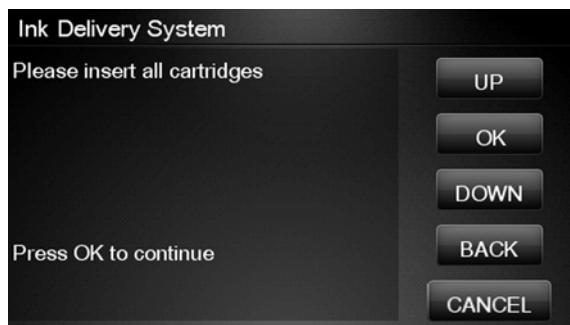 Ink Delivery System
Please insert all cartridges
Press OK to continue
UP
OK
DOWN
BACK
CANCEL